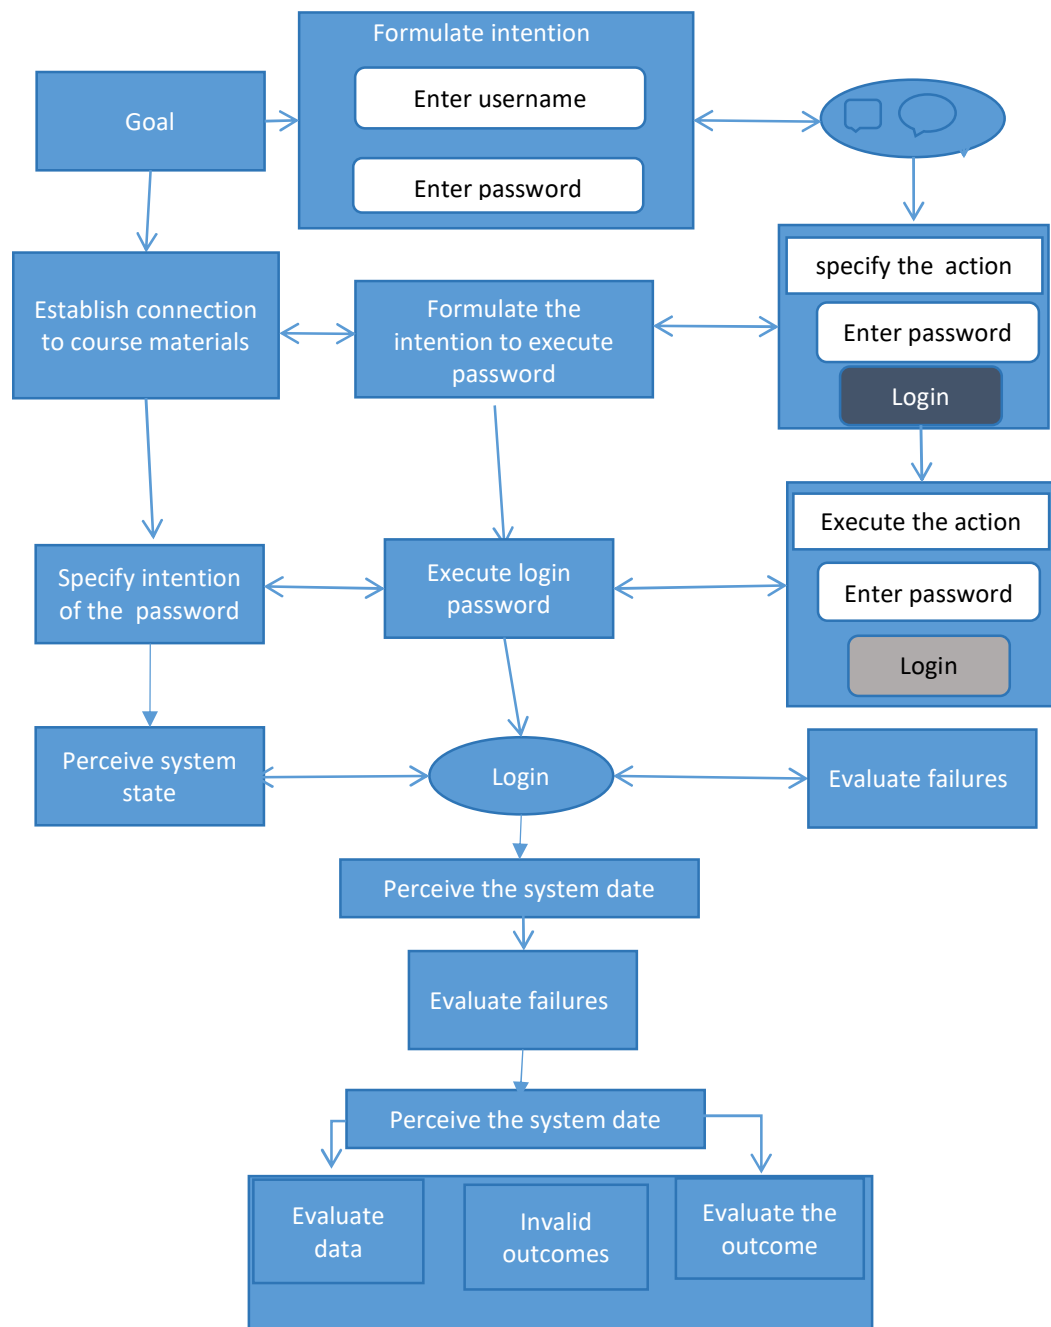 Formulate intention
Enter username
Goal
Enter password
specify the action
Establish connection
to course materials
Formulate the
intention to execute
password
Enter password
Login
Execute the action
Specify intention
of the password
Execute login
password
Enter password
Login
Perceive system
state
Login
Evaluate failures
Perceive the system date
Evaluate failures
Perceive the system date
Evaluate
data
Invalid
outcomes
Evaluate the
outcome